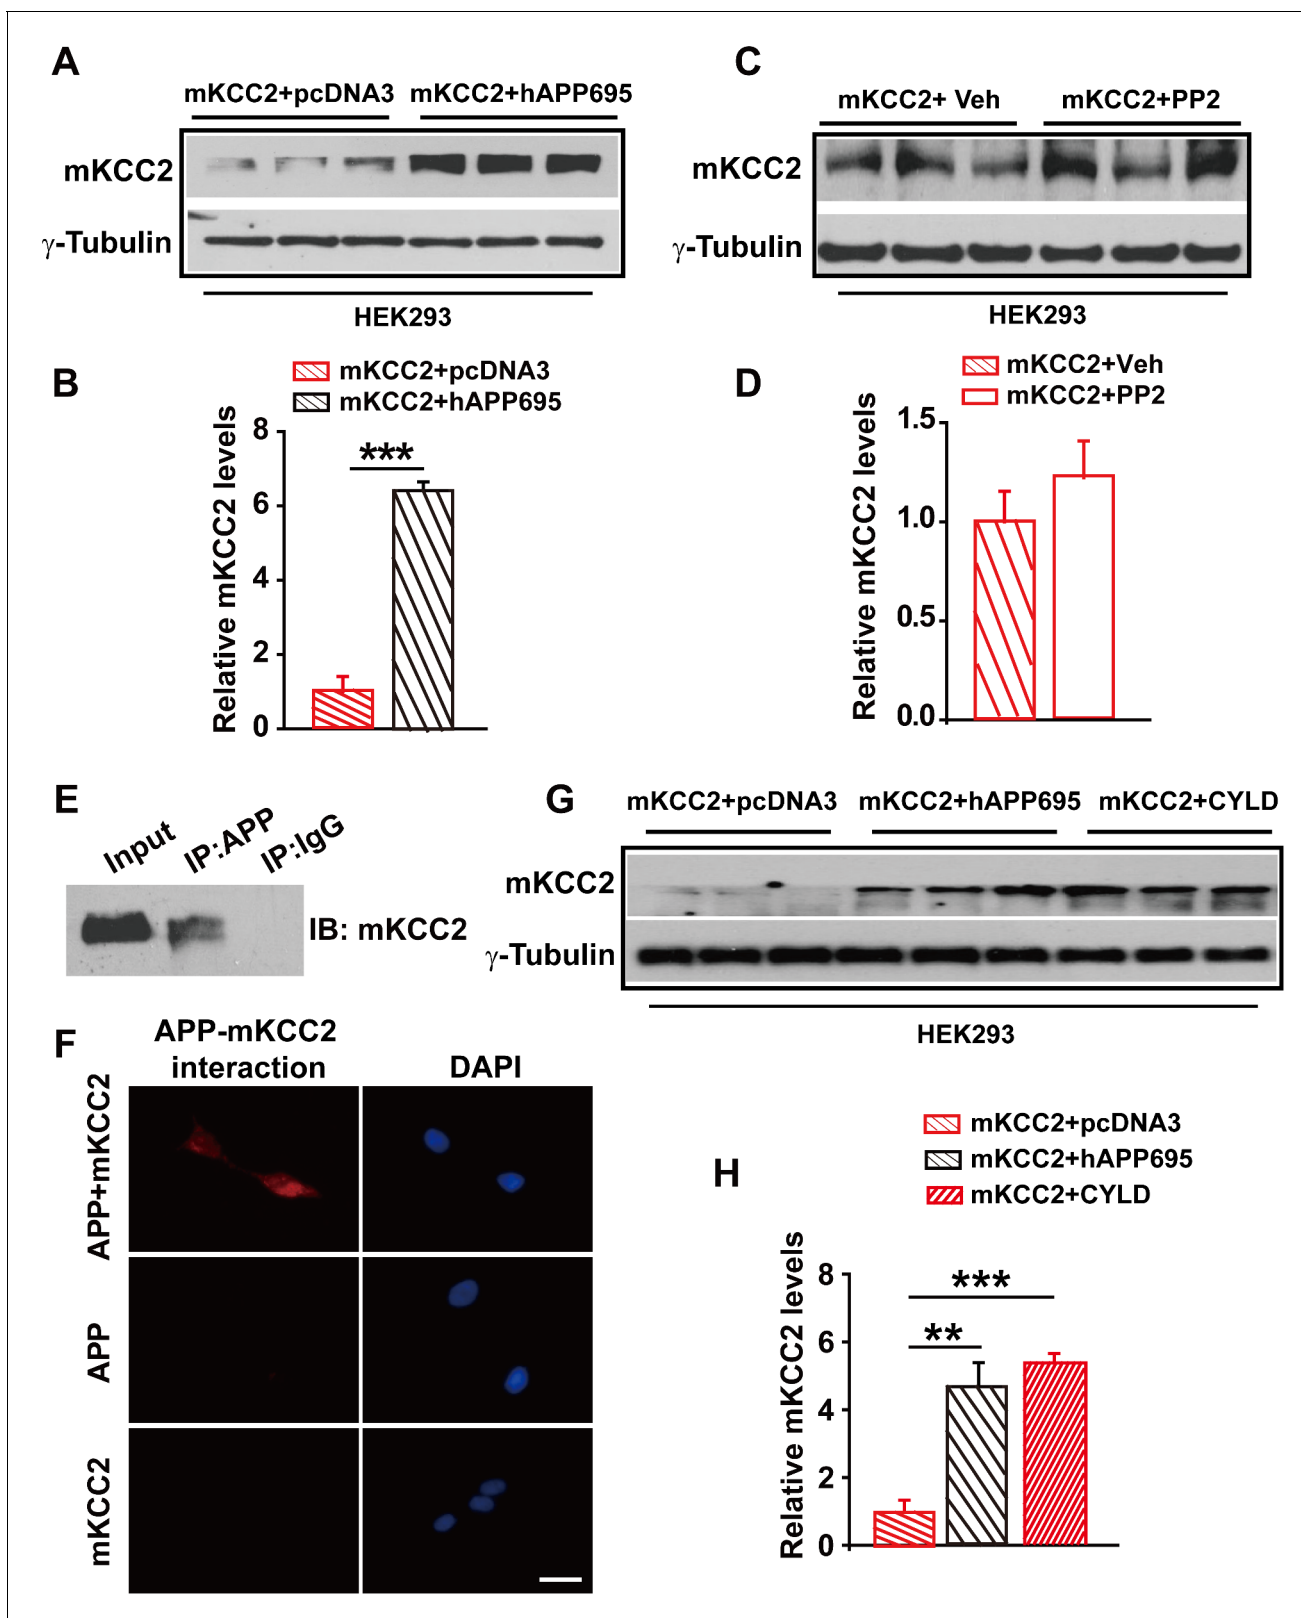 A
mKCC2+pcDNA3 mKCC2+hAPP695
mKCC2
γ-Tubulin
HEK293
B
mKCC2+pcDNA3
mKCC2+hAPP695
Relative mKCC2 levels
8
6
4
2
0
***
C
mKCC2+ Veh mKCC2+PP2
mKCC2
γ-Tubulin
HEK293
D
mKCC2+Veh
mKCC2+PP2
Relative mKCC2 levels
1.5
1.0
0.5
0.0
E
Input IP:APP IP:IgG
IB: mKCC2
F
APP-mKCC2
interaction
DAPI
APP+mKCC2
APP
mKCC2
G
mKCC2+pcDNA3 mKCC2+hAPP695 mKCC2+CYLD
mKCC2
γ-Tubulin
HEK293
H
mKCC2+pcDNA3
mKCC2+hAPP695
mKCC2+CYLD
Relative mKCC2 levels
8
6
4
2
0
***
**